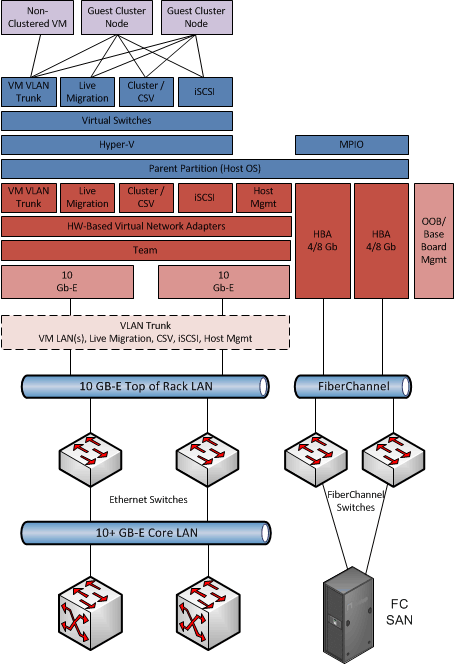 Non-
Clustered VM
Guest Cluster
Node
Guest Cluster
Node
VM VLAN
Trunk
Live
Migration
Cluster /
CSV
iSCSI
Virtual Switches
Hyper-V
MPIO
Parent Partition (Host OS)
VM VLAN
Trunk
Live
Migration
Cluster /
CSV
iSCSI
Host
Mgmt
HBA
4/8 Gb
HBA
4/8 Gb
OOB/
Base
Board
Mgmt
HW-Based Virtual Network Adapters
Team
10
Gb-E
10
Gb-E
VLAN Trunk
VM LAN(s), Live Migration, CSV, iSCSI, Host Mgmt
10 GB-E Top of Rack LAN
FiberChannel
Ethernet Switches
FiberChannel
Switches
10+ GB-E Core LAN
FC
SAN